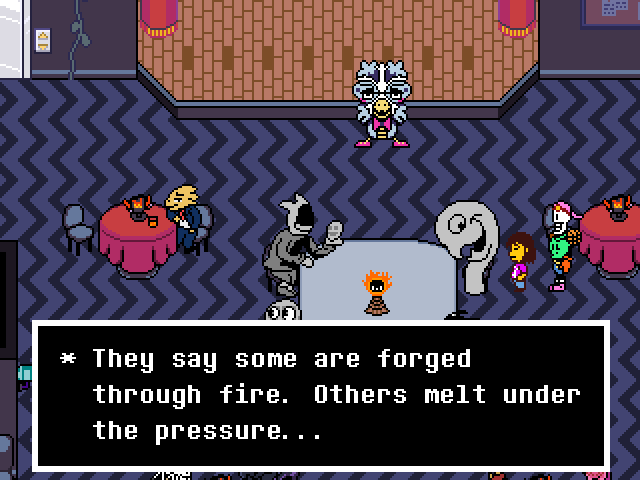 * They say some are forged
through fire. Others melt under
the pressure...